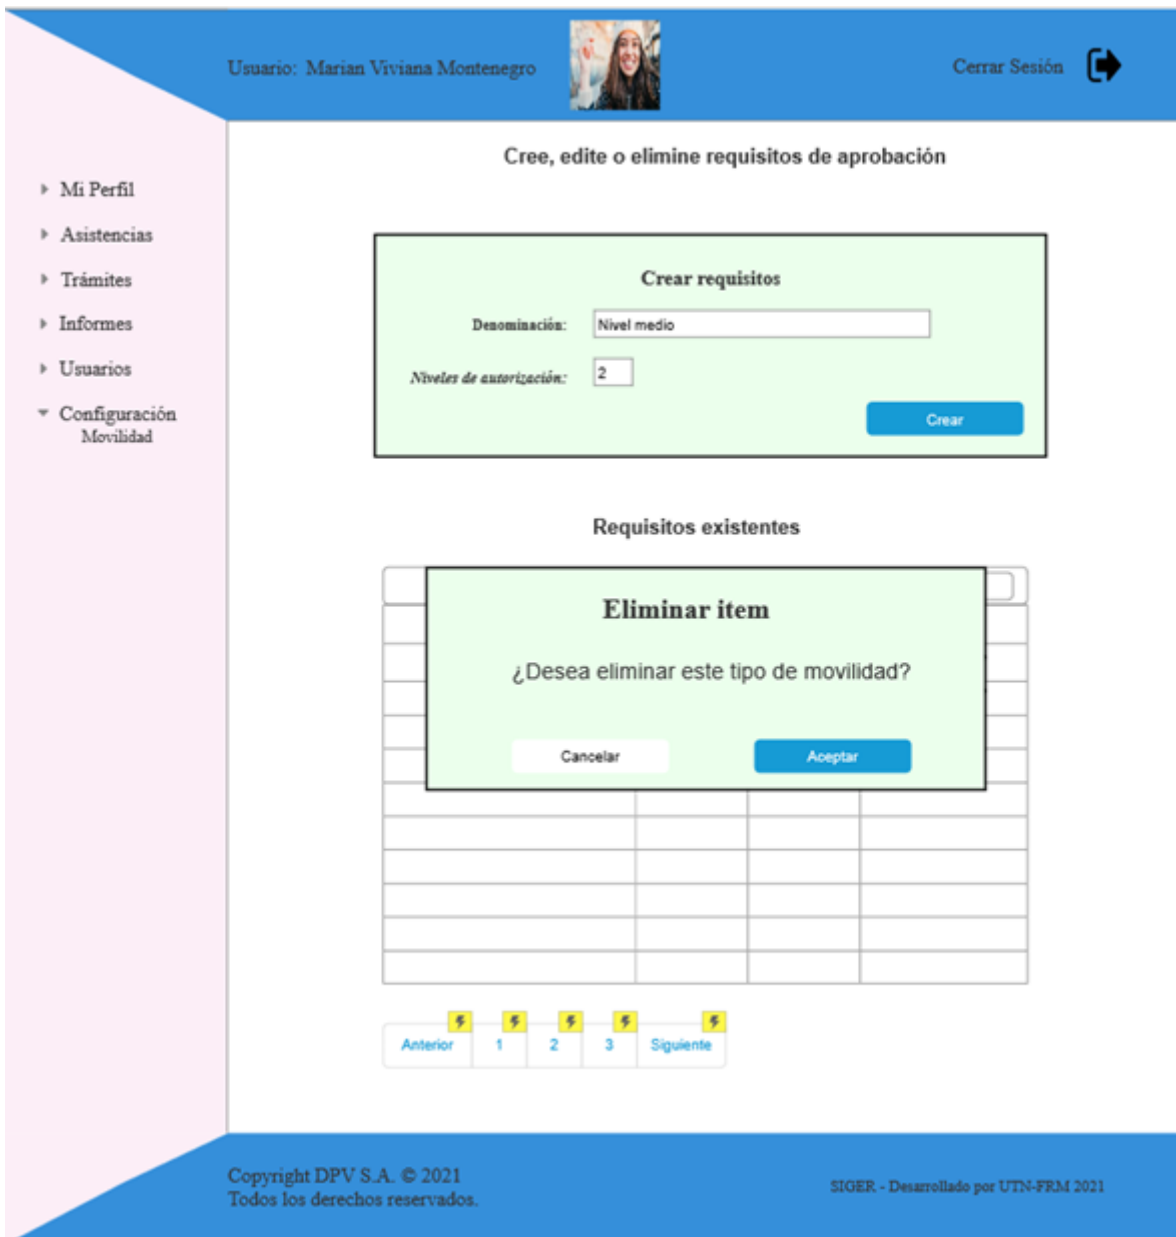 Usuario: Marian Viviana Montenegro
Cerrar Sesión
Cree, edite o elimine requisitos de aprobación
Mi Perfil
Asistencias
Trámites
Informes
Usuarios
Configuración
Movilidad
Crear requisitos
Denominación:
Nivel medio
Niveles de autorización:
2
Crear
Requisitos existentes
Eliminar item
¿Desea eliminar este tipo de movilidad?
Cancelar
Aceptar
Anterior
1
2
3
Siguiente
Copyright DPV S.A. © 2021
Todos los derechos reservados.
SIGER - Desarrollado por UTN-FRM 2021